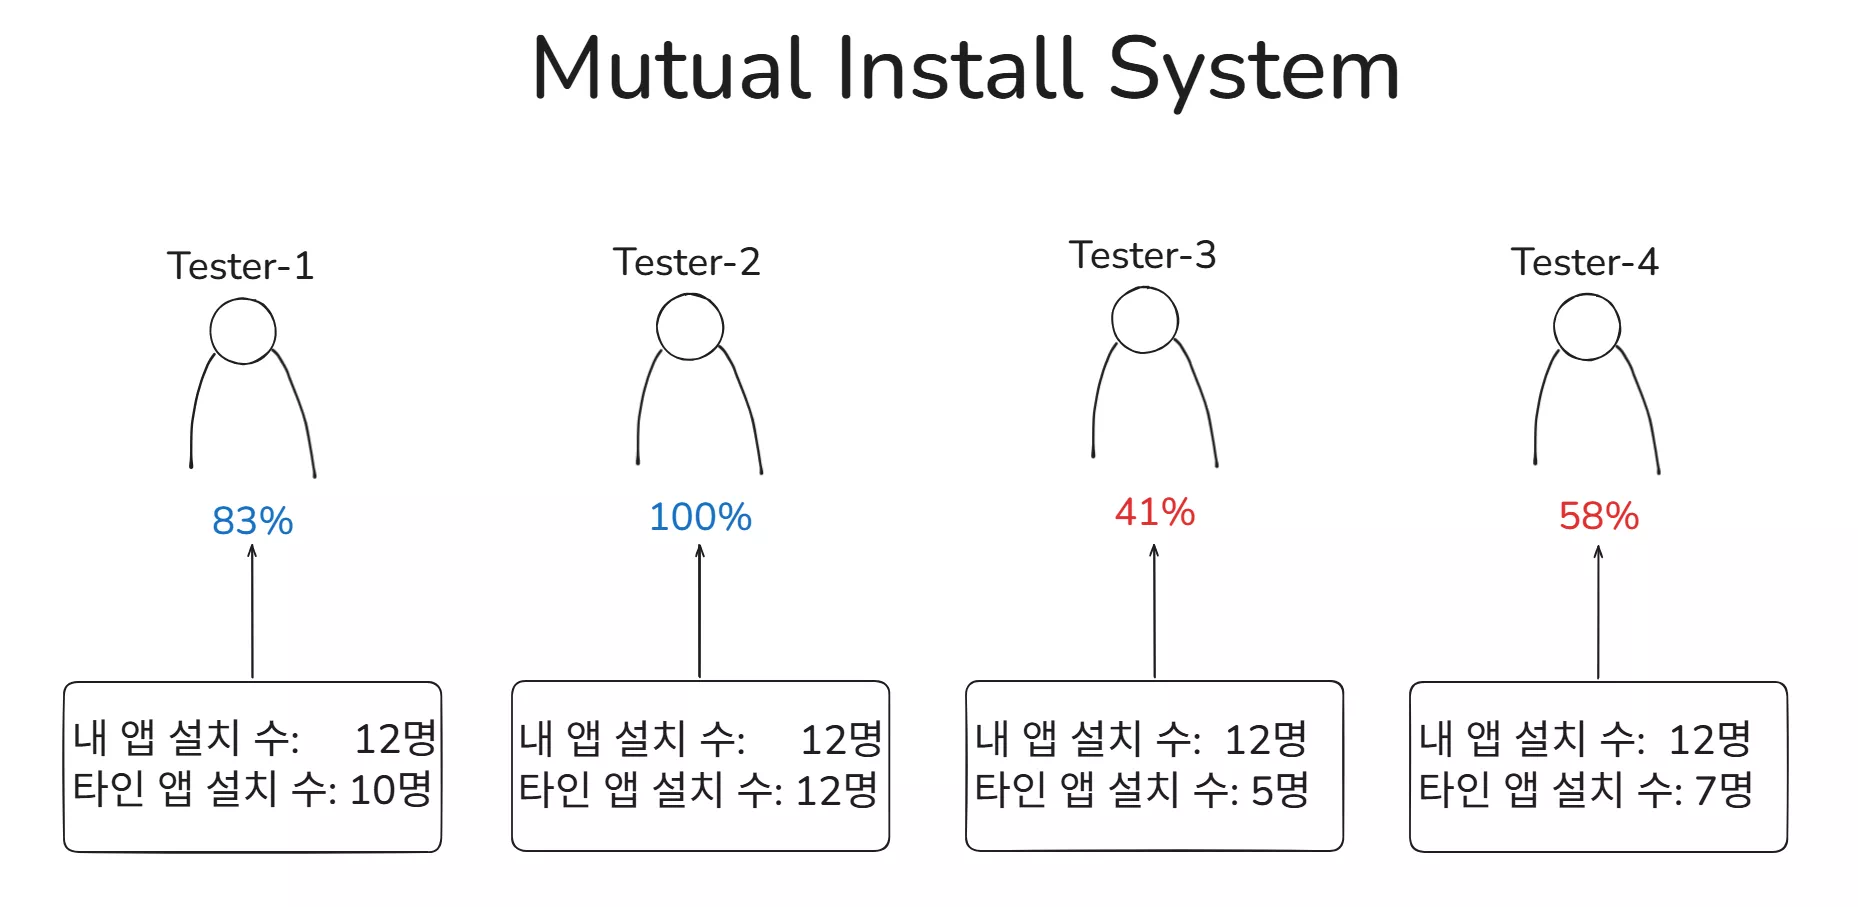 Mutual Install System
Tester-1
Tester-2
Tester-3
Tester-4
83%
100%
41%
58%
내 앱 설치 수: 12명
타인 앱 설치 수: 10명
내 앱 설치 수: 12명
타인 앱 설치 수: 12명
내 앱 설치 수: 12명
타인 앱 설치 수: 5명
내 앱 설치 수: 12명
타인 앱 설치 수: 7명